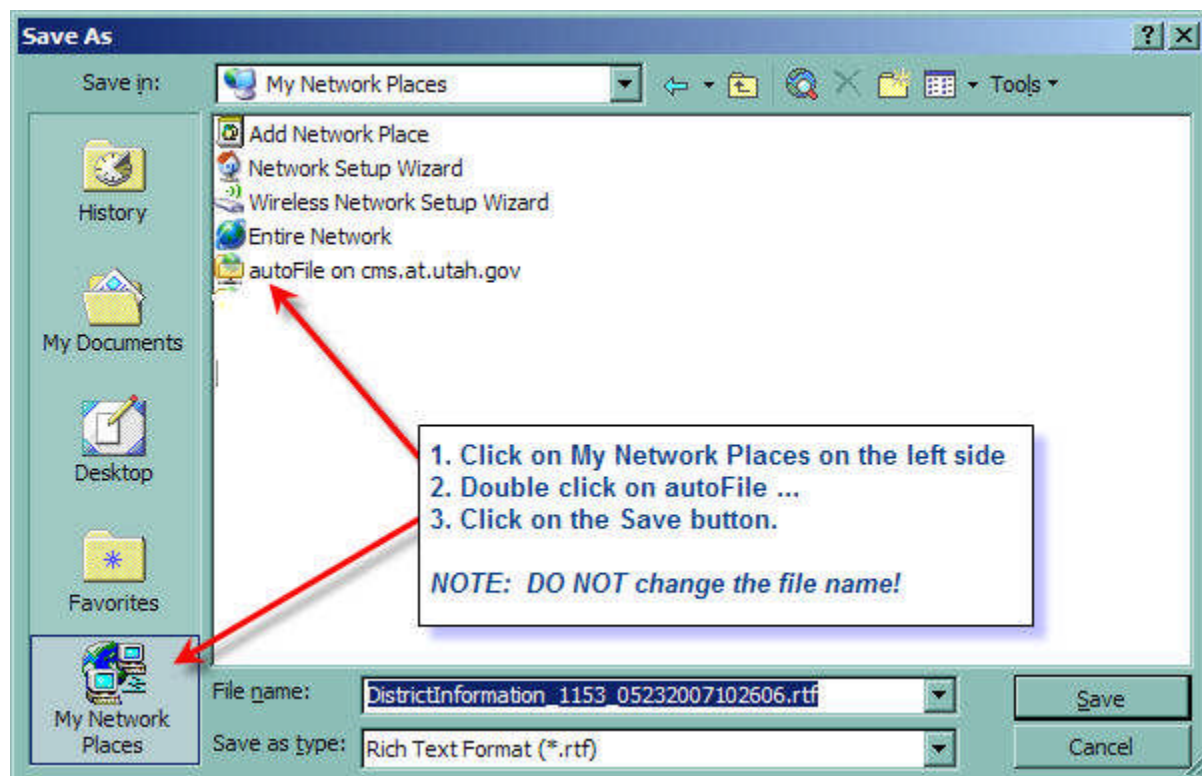 Save As
Save in:
My Network Places
Tools
Add Network Place
Network Setup Wizard
Wireless Network Setup Wizard
Entire Network
autoFile on cms.at.utah.gov
History
My Documents
Desktop
Favorites
My Network
Places
1. Click on My Network Places on the left side
2. Double click on autoFile ...
3. Click on the Save button.
NOTE: DO NOT change the file name!
File name:
DistrictInformation_1153_05232007102606.rtf
Save
Save as type:
Rich Text Format (*.rtf)
Cancel